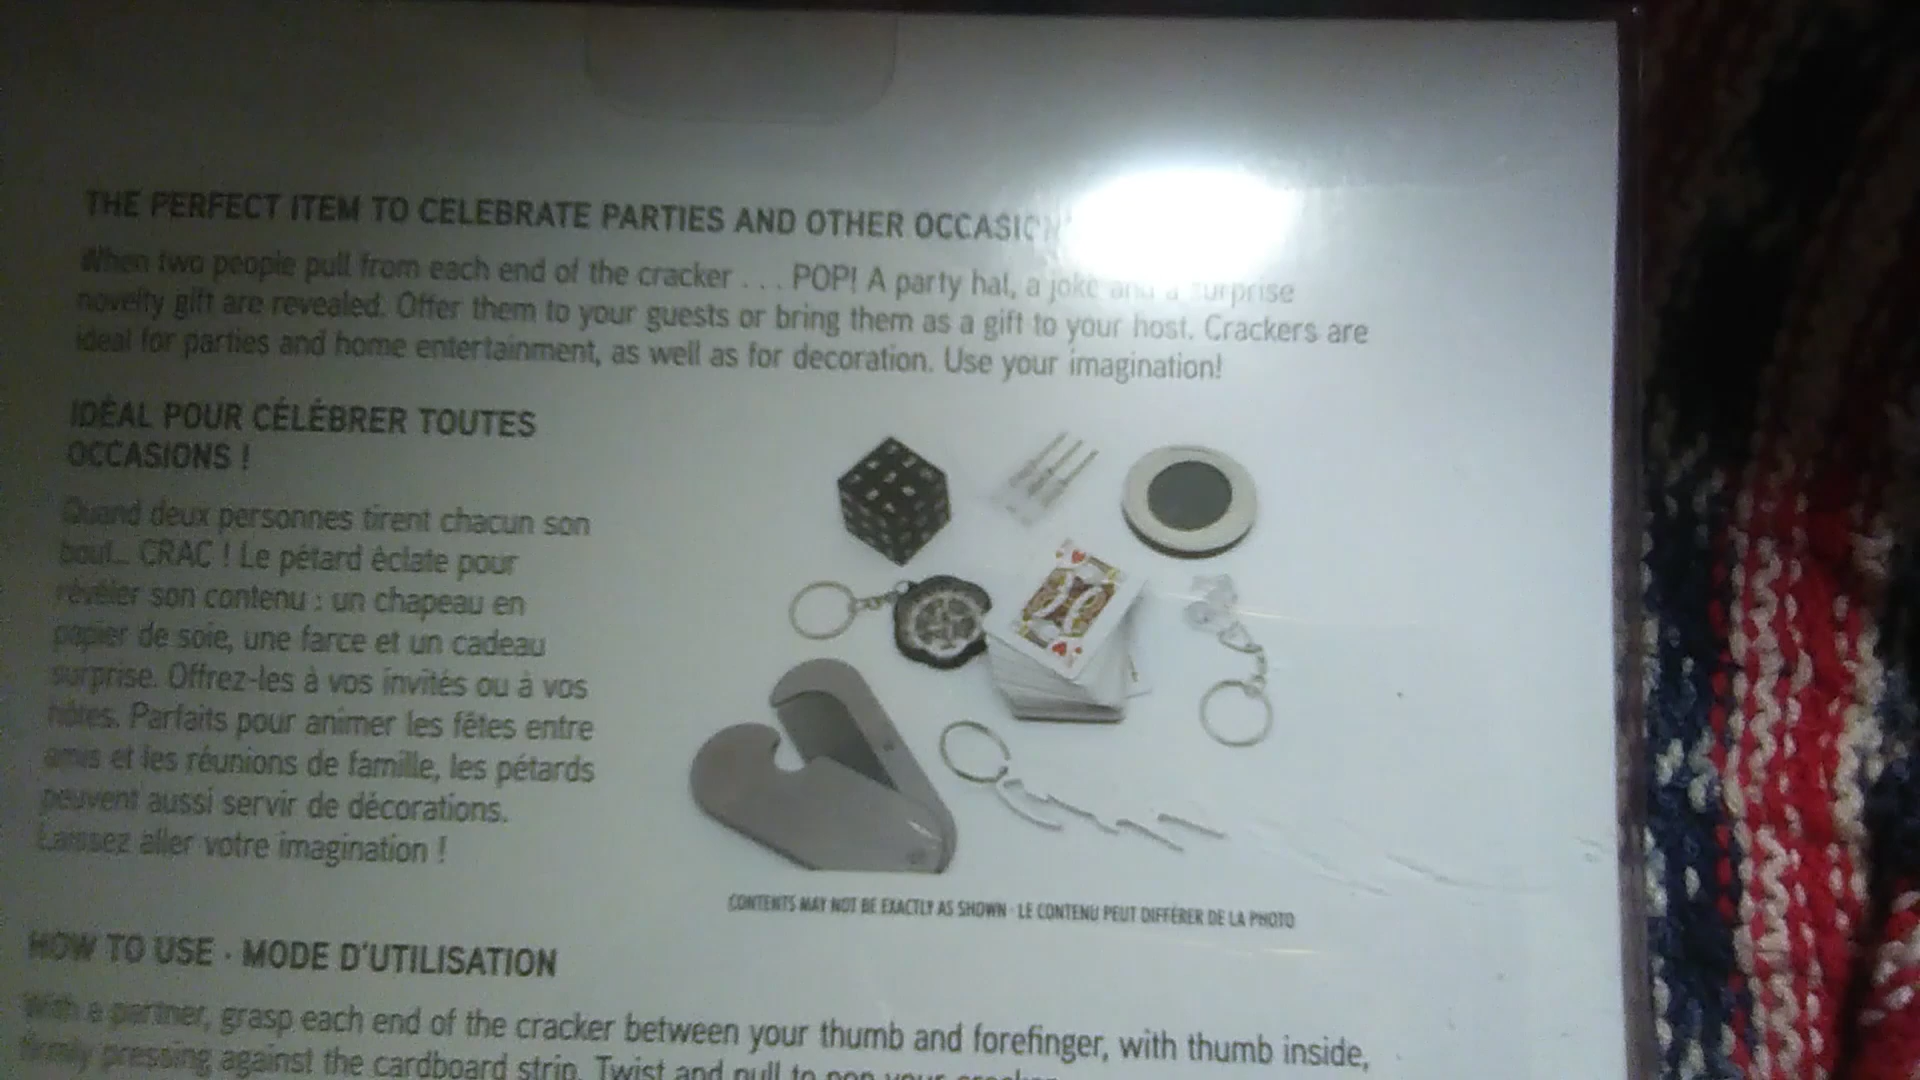 THE PERFECT ITEM TO CELEBRATE PARTIES AND OTHER
When two people pull from each end of the cracker . . . POP! A party hat, a joke and a surprise
novelty gift are revealed. Offer them to your guests or bring them as a gift to your host. Crackers are
ideal for parties and home entertainment, as well as for decoration. Use your imagination!
IDÉAL POUR CÉLÉBRER TOUTES
OCCASIONS !
Quand deux personnes tirent chacun son
bout... CRAC ! Le pétard éclate pour
révéler son contenu : un chapeau en
papier de soie, une farce et un cadeau
surprise. Offrez-les à vos invités ou à vos
hôtes. Parfaits pour animer les fêtes entre
amis et les réunions de famille, les pétards
peuvent aussi servir de décorations.
Laissez aller votre imagination !
CONTENTS MAY NOT BE EXACTLY AS SHOWN · LE CONTENU PEUT DIFFÉRER DE LA PHOTO
HOW TO USE · MODE D'UTILISATION
With a partner, grasp each end of the cracker between your thumb and forefinger, with thumb inside,
firmly pressing against the cardboard strip. Twist and pull to pop your